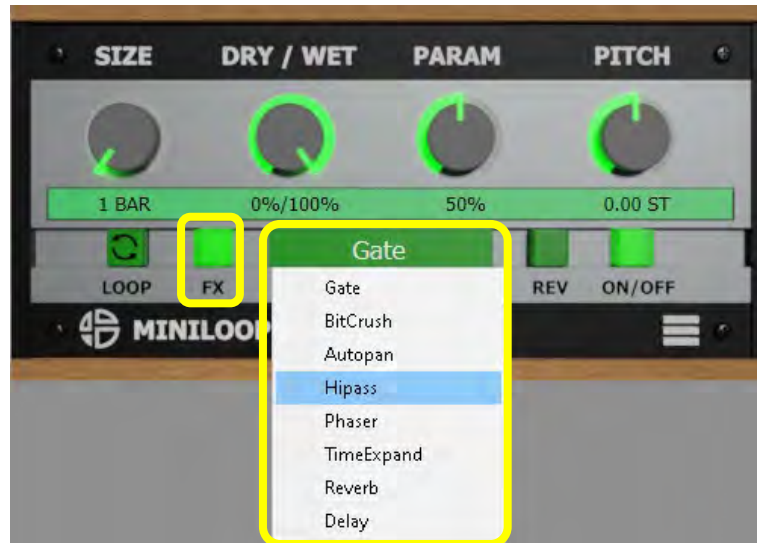 SIZE DRY / WET PARAM PITCH
1 BAR 0%/100% 50% 0.00 ST
Gate
LOOP FX REV ON/OFF
MINILOOP
Gate
BitCrush
Autopan
Hipass
Phaser
TimeExpand
Reverb
Delay